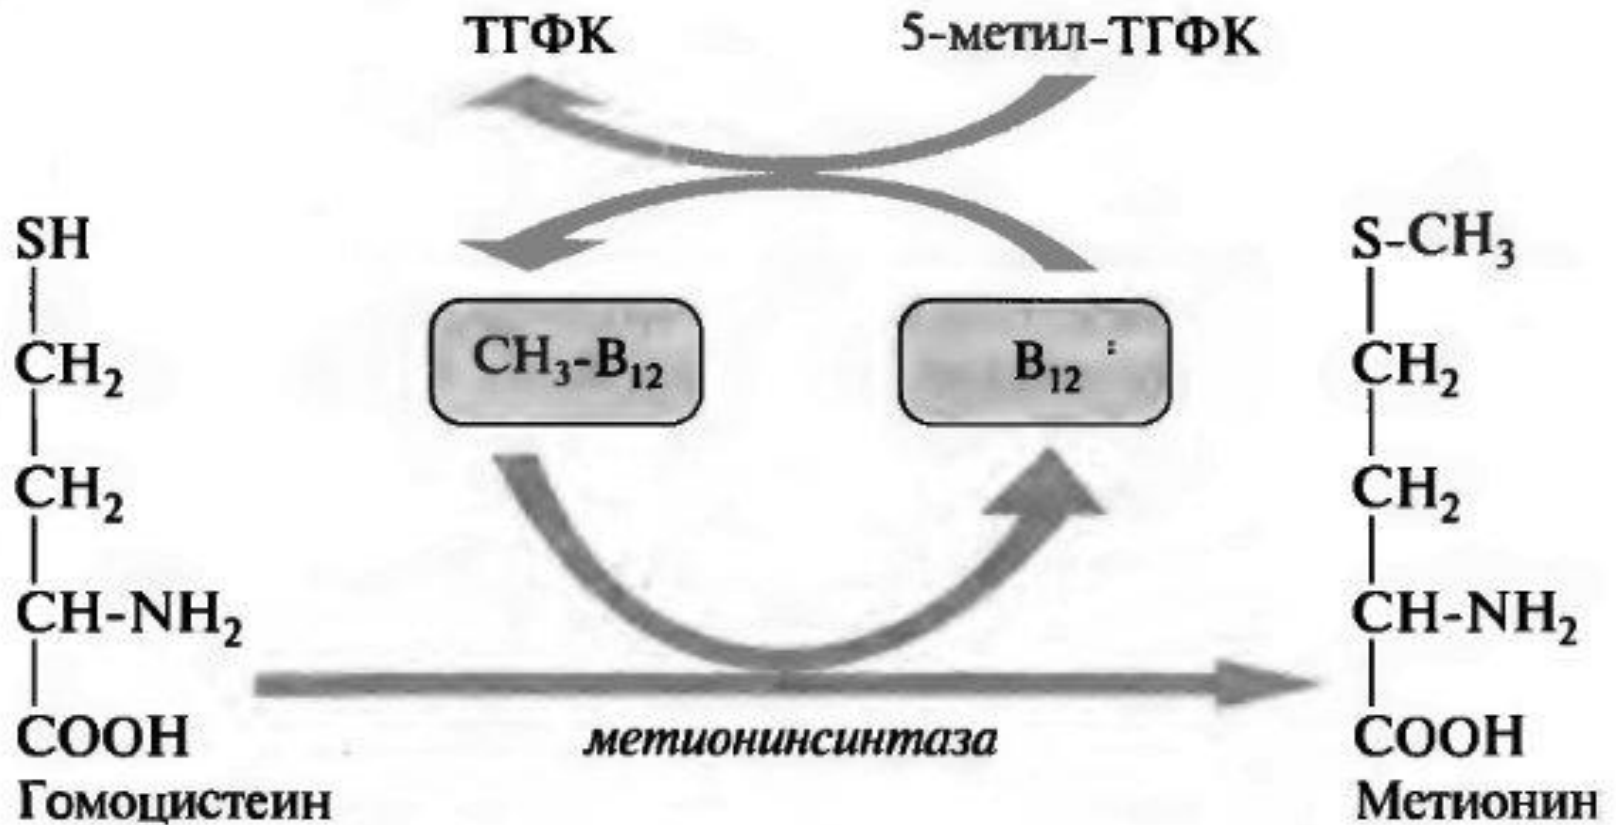 ТГФК
5-метил-ТГФК
SH
CH₂
CH₂
CH-NH₂
COOH
Гомоцистеин
CH₃-B₁₂
B₁₂
метионинсинтаза
S-CH₃
CH₂
CH₂
CH-NH₂
COOH
Метионин